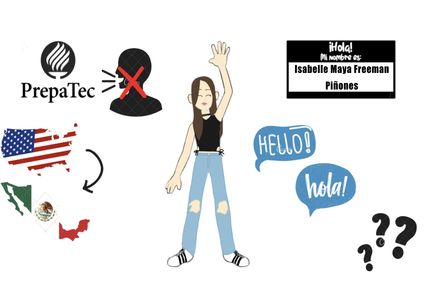 PrepaTec
¡Hola!
Mi nombre es:
Isabelle Maya Freeman
Piñones
HELLO!
hola!
???